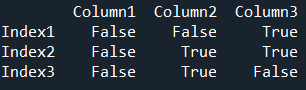 Column1 Column2 Column3
Index1 False False True
Index2 False True True
Index3 False True False